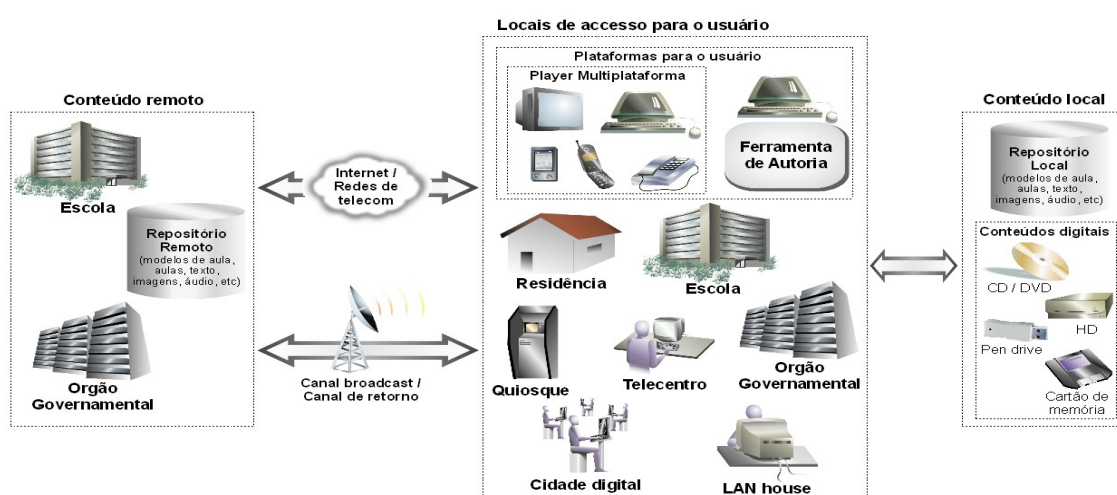 Locais de accesso para o usuário
Plataformas para o usuário
Player Multiplataforma
Ferramenta
de Autoria
Conteúdo remoto
Escola
Repositório
Remoto
(modelos de aula,
aulas, texto,
imagens, áudio, etc)
Orgão
Governamental
Internet /
Redes de
telecom
Canal broadcast /
Canal de retorno
Residência
Escola
Quiosque
Telecentro
Orgão
Governamental
Cidade digital
LAN house
Conteúdo local
Repositório
Local
(modelos de aula,
aulas, texto,
imagens, áudio, etc)
Conteúdos digitais
CD / DVD
HD
Pen drive
Cartão de
memória